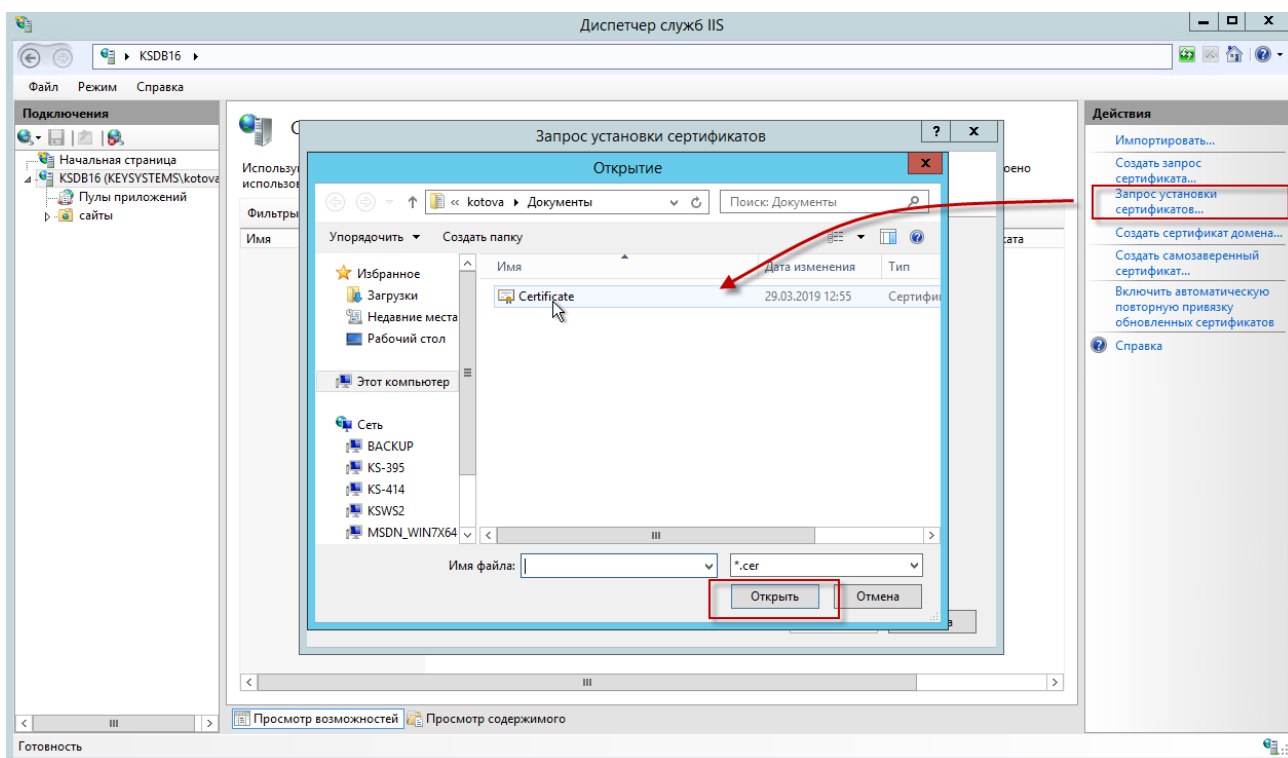 Диспетчер служб IIS
KSDB16
Файл Режим Справка
Подключения
Начальная страница
KSDB16 (KEYSYSTEMS\kotova
Пулы приложений
сайты
Фильтры
Имя
Запрос установки сертификатов
Открытие
« kotova Документы
Поиск: Документы
Упорядочить Создать папку
Избранное
Загрузки
Недавние места
Рабочий стол
Этот компьютер
Сеть
BACKUP
KS-395
KS-414
KSWS2
MSDN_WIN7X64
Имя Дата изменения Тип
Certificate 29.03.2019 12:55
Имя файла: *.cer
Открыть Отмена
Просмотр возможностей Просмотр содержимого
Готовность
Действия
Импортировать...
Создать запрос
сертификата...
Запрос установки
сертификатов...
Создать сертификат домена...
Создать самозаверенный
сертификат...
Включить автоматическую
повторную привязку
обновленных сертификатов
Справка